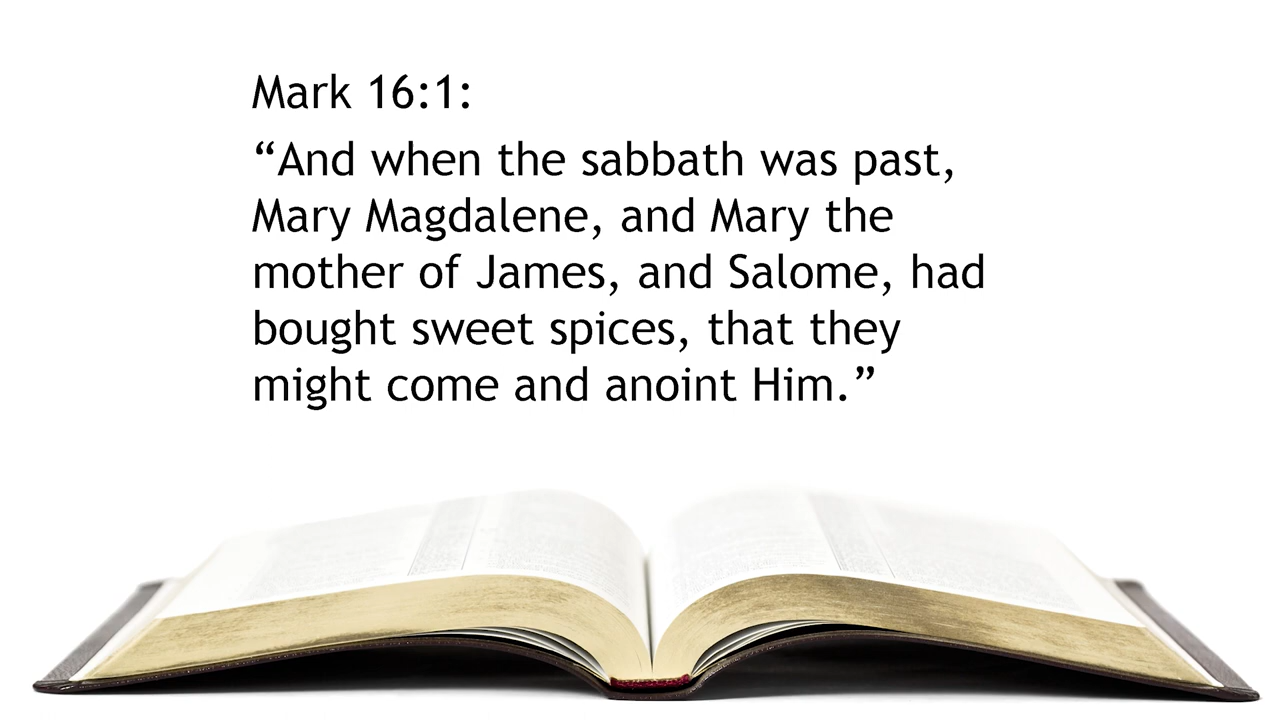 Mark 16:1:
“And when the sabbath was past,
Mary Magdalene, and Mary the
mother of James, and Salome, had
bought sweet spices, that they
might come and anoint Him.”